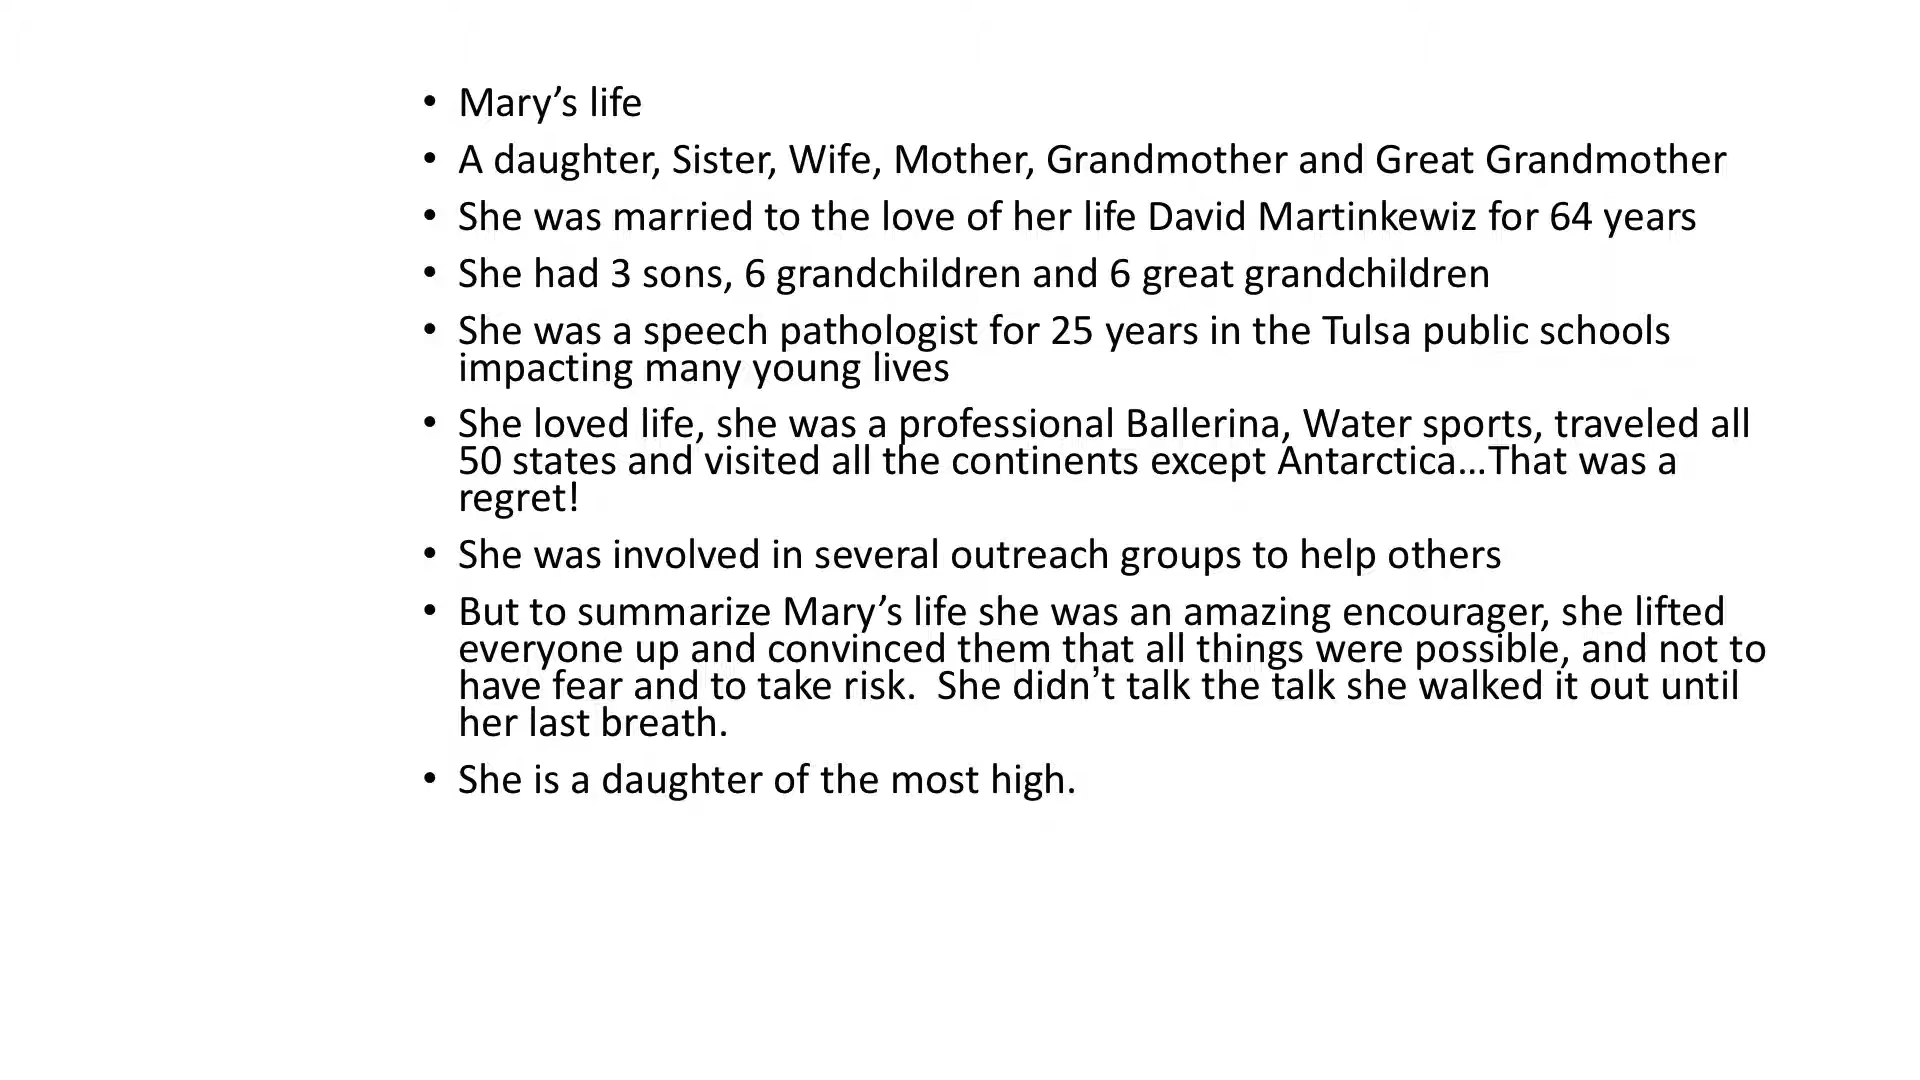 • Mary’s life
• A daughter, Sister, Wife, Mother, Grandmother and Great Grandmother
• She was married to the love of her life David Martinkewiz for 64 years
• She had 3 sons, 6 grandchildren and 6 great grandchildren
• She was a speech pathologist for 25 years in the Tulsa public schools
impacting many young lives
• She loved life, she was a professional Ballerina, Water sports, traveled all
50 states and visited all the continents except Antarctica…That was a
regret!
• She was involved in several outreach groups to help others
• But to summarize Mary’s life she was an amazing encourager, she lifted
everyone up and convinced them that all things were possible, and not to
have fear and to take risk.  She didn’t talk the talk she walked it out until
her last breath.
• She is a daughter of the most high.